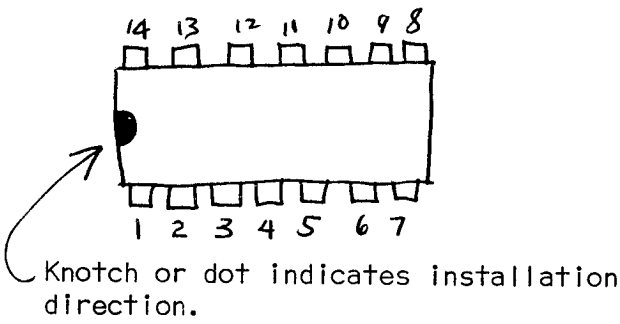 14 13 12 11 10 9 8
1 2 3 4 5 6 7
Knotch or dot indicates installation
direction.